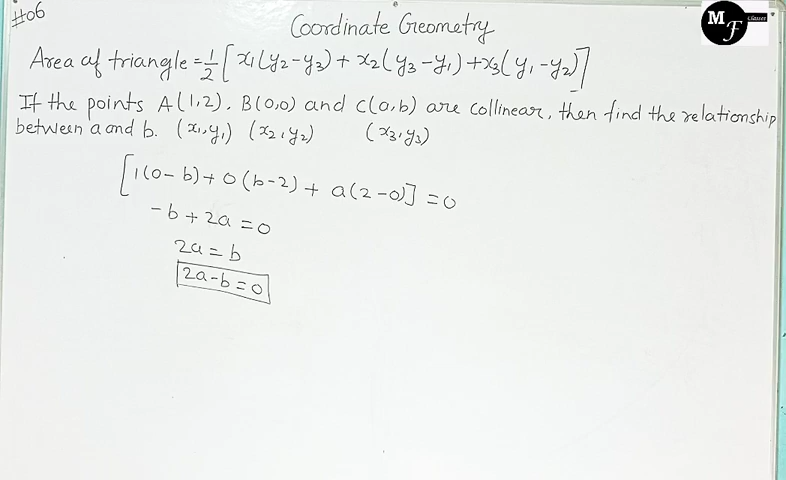 #06
Coordinate Geometry
M Classes
F
Area of triangle = 1/2 [x₁(y₂-y₃) + x₂(y₃-y₁) + x₃(y₁-y₂)]
If the points A(1,2), B(0,0) and C(a,b) are collinear, then find the relationship
between a and b. (x₁,y₁) (x₂,y₂) (x₃,y₃)
[1(0-b) + 0(b-2) + a(2-0)] = 0
-b + 2a = 0
2a = b
2a-b=0